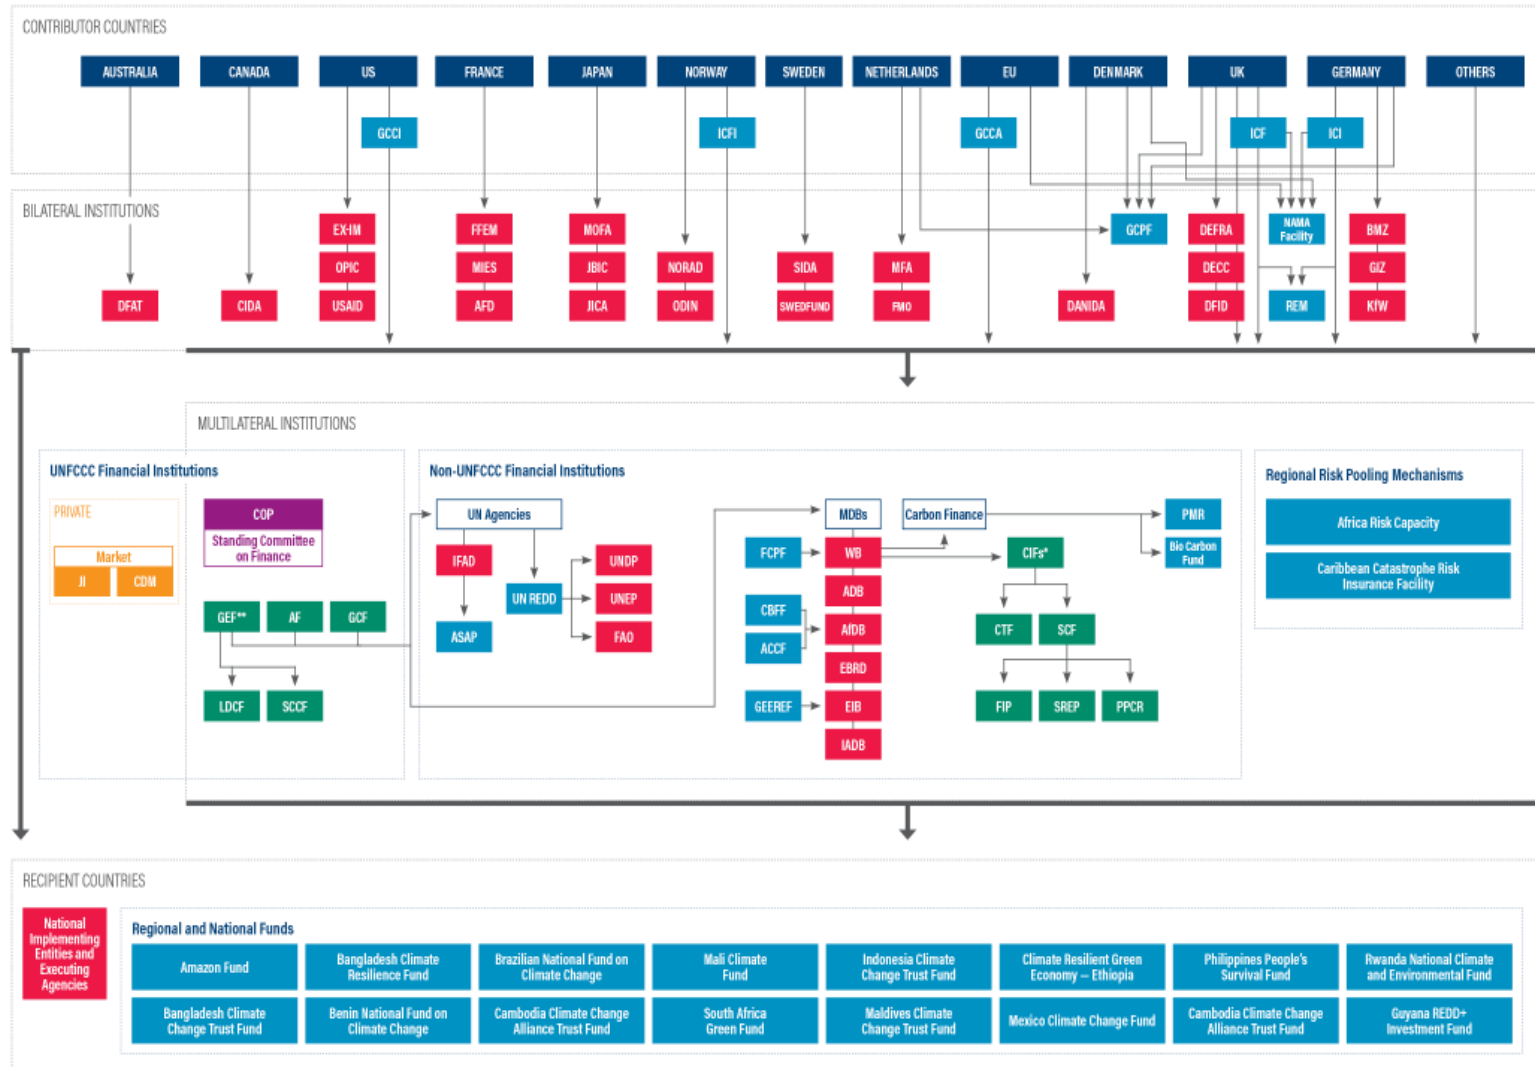 CONTRIBUTOR COUNTRIES
AUSTRALIA
CANADA
US
FRANCE
JAPAN
NORWAY
SWEDEN
NETHERLANDS
EU
DENMARK
UK
GERMANY
OTHERS
GCCI
ICFI
GCCA
ICF
ICI
BILATERAL INSTITUTIONS
EX-IM
FFEM
MOFA
GCPF
DEFRA
NAMA
Facility
BMZ
OPIC
MIES
JBIC
NORAD
SIDA
MFA
DECC
GIZ
DFAT
CIDA
USAID
AFD
JICA
ODIN
SWEDFUND
FMO
DANIDA
DFID
REM
KfW
MULTILATERAL INSTITUTIONS
UNFCCC Financial Institutions
PRIVATE
Market
JI
CDM
COP
Standing Committee
on Finance
GEF**
AF
GCF
LDCF
SCCF
Non-UNFCCC Financial Institutions
UN Agencies
IFAD
UN REDD
ASAP
UNDP
UNEP
FAO
MDBs
FCPF
WB
ADB
CBFF
AfDB
ACCF
EBRD
GEEREF
EIB
IADB
Carbon Finance
PMR
Bio Carbon
Fund
CIFs*
CTF
SCF
FIP
SREP
PPCR
Regional Risk Pooling Mechanisms
Africa Risk Capacity
Caribbean Catastrophe Risk
Insurance Facility
RECIPIENT COUNTRIES
National
Implementing
Entities and
Executing
Agencies
Regional and National Funds
Amazon Fund
Bangladesh Climate
Resilience Fund
Brazilian National Fund on
Climate Change
Mali Climate
Fund
Indonesia Climate
Change Trust Fund
Climate Resilient Green
Economy — Ethiopia
Philippines People's
Survival Fund
Rwanda National Climate
and Environmental Fund
Bangladesh Climate
Change Trust Fund
Benin National Fund on
Climate Change
Cambodia Climate Change
Alliance Trust Fund
South Africa
Green Fund
Maldives Climate
Change Trust Fund
Mexico Climate Change Fund
Cambodia Climate Change
Alliance Trust Fund
Guyana REDD+
Investment Fund